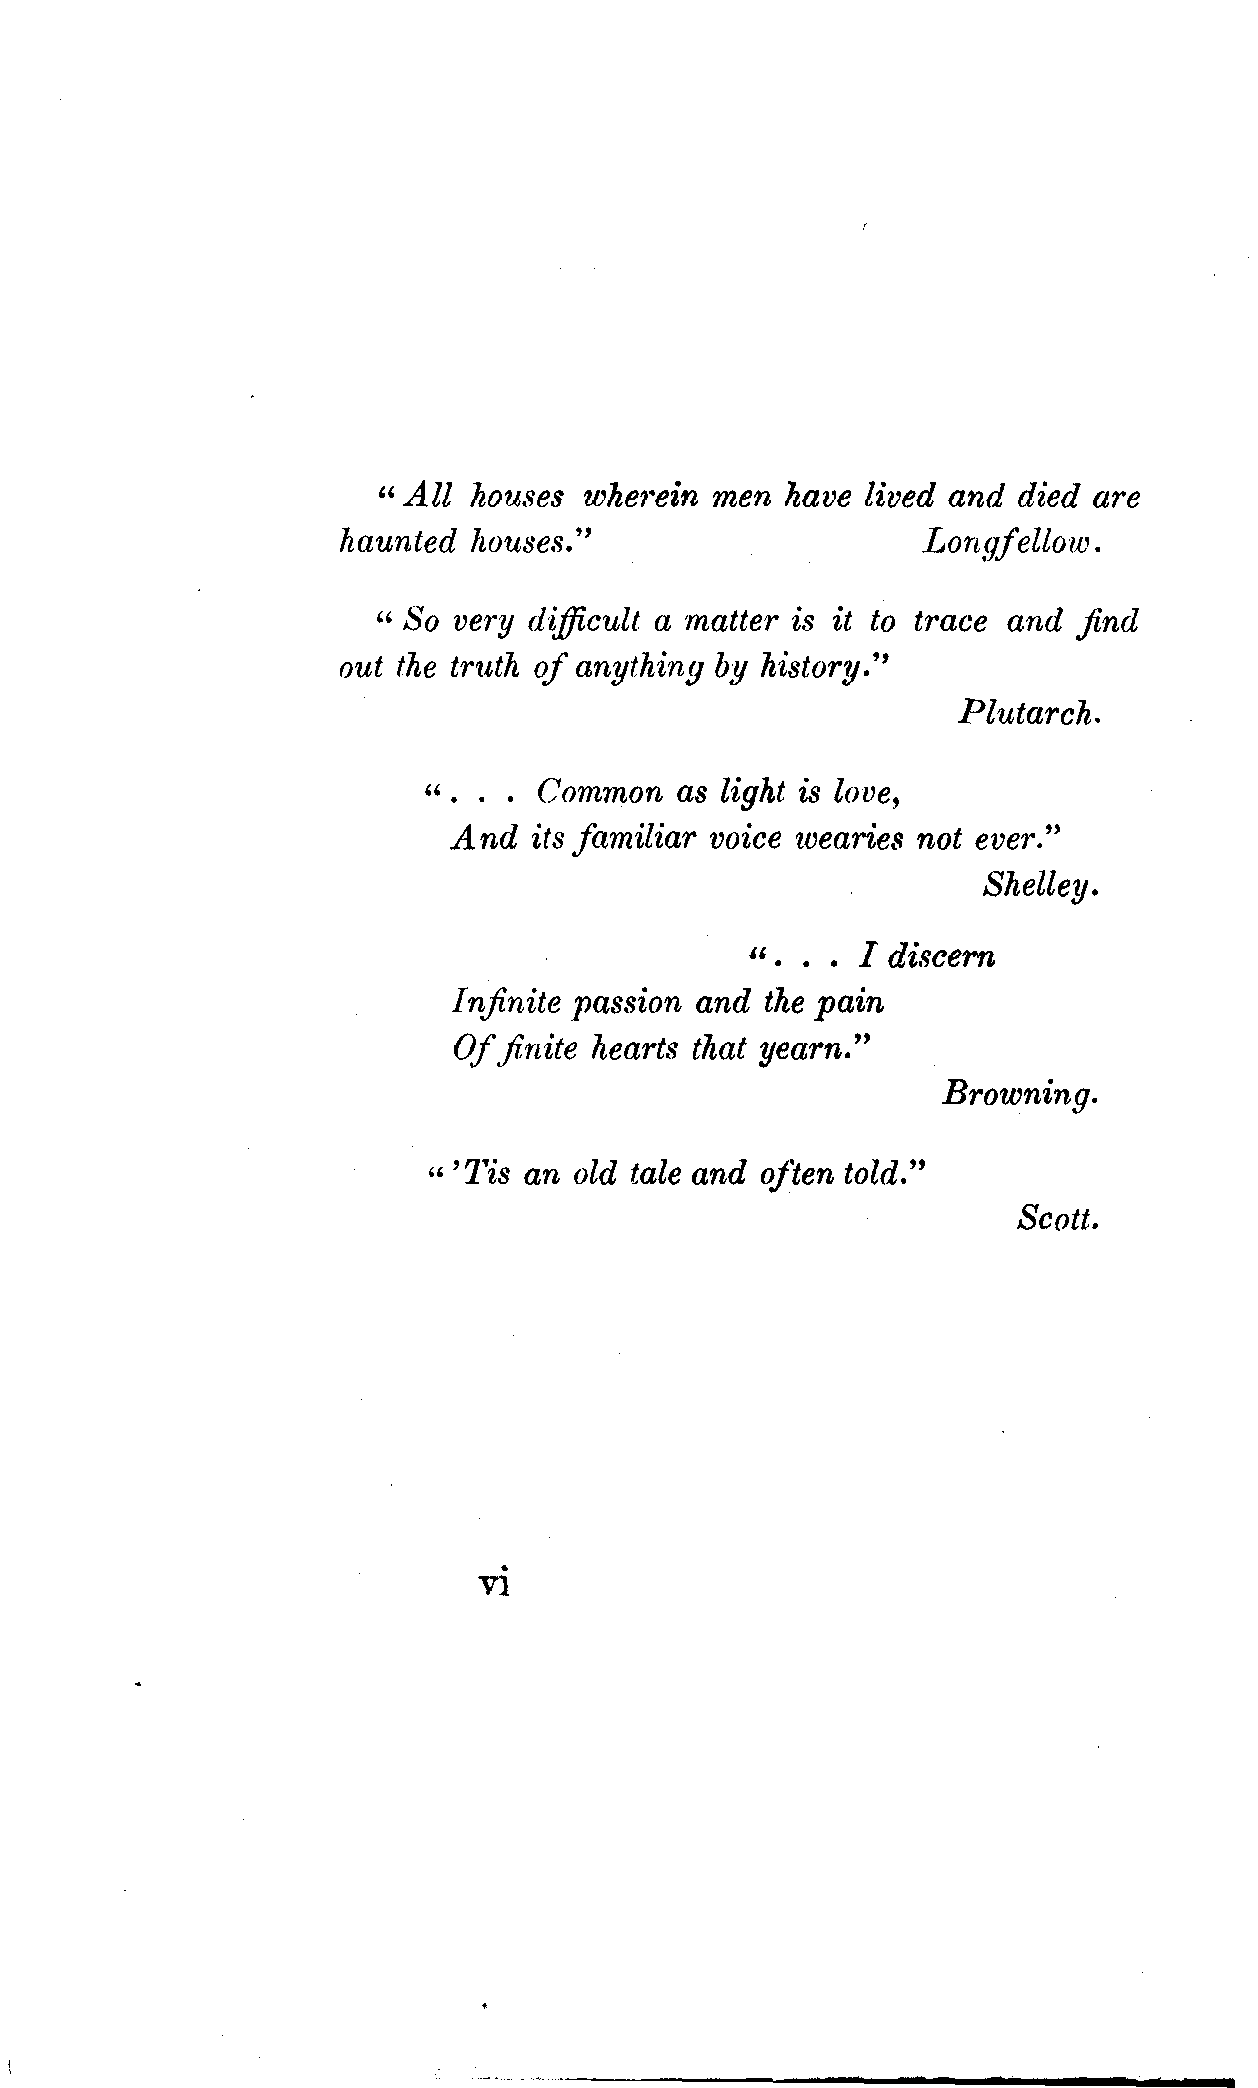 “ All houses wherein men have lived and died are
haunted houses.” Longfellow.
“ So very difficult a matter is it to trace and find
out the truth of anything by history.”
Plutarch.
“ . . . Common as light is love,
And its familiar voice wearies not ever.”
Shelley.
“ . . . I discern
Infinite passion and the pain
Of finite hearts that yearn.”
Browning.
“ ’Tis an old tale and often told.”
Scott.
vi